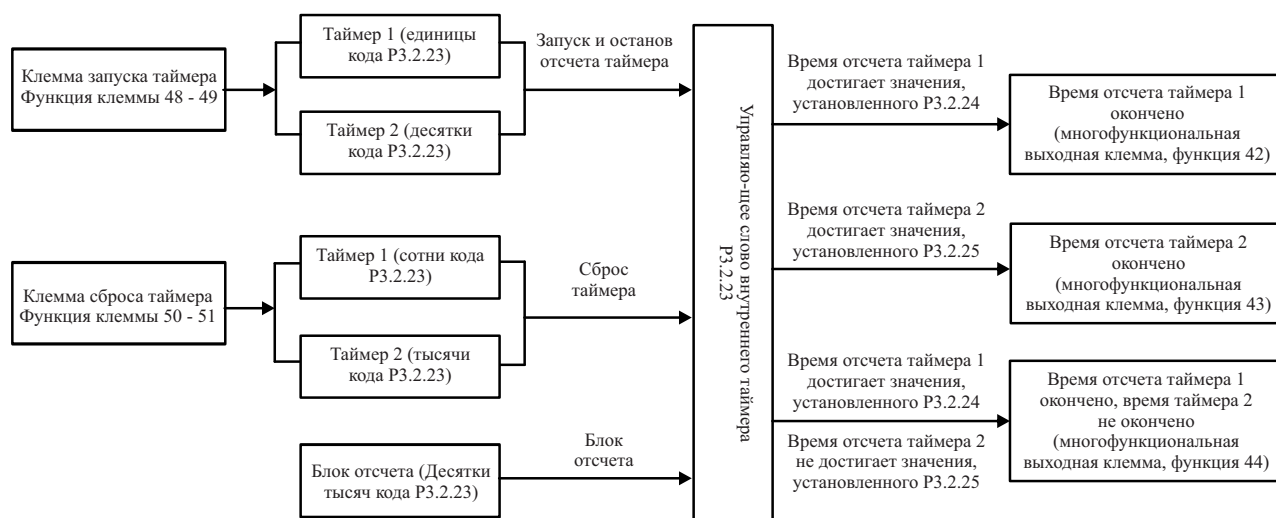 Клемма запуска таймера
Функция клеммы 48 - 49
Таймер 1 (единицы
кода P3.2.23)
Таймер 2 (десятки
кода P3.2.23)
Запуск и останов
отсчета таймера
Клемма сброса таймера
Функция клеммы 50 - 51
Таймер 1 (сотни кода
P3.2.23)
Таймер 2 (тысячи
кода P3.2.23)
Сброс
таймера
Блок отсчета (Десятки
тысяч кода P3.2.23)
Блок
отсчета
Управляю-щее слово внутреннего таймера
P3.2.23
Время отсчета таймера 1
достигает значения,
установленного P3.2.24
Время отсчета таймера 1
окончено
(многофункциональная
выходная клемма, функция 42)
Время отсчета таймера 2
достигает значения,
установленного P3.2.25
Время отсчета таймера 2
окончено
(многофункциональная
выходная клемма, функция 43)
Время отсчета таймера 1
достигает значения,
установленного P3.2.24
Время отсчета таймера 2
не достигает значения,
установленного P3.2.25
Время отсчета таймера 1
окончено, время таймера 2
не окончено
(многофункциональная
выходная клемма, функция 44)